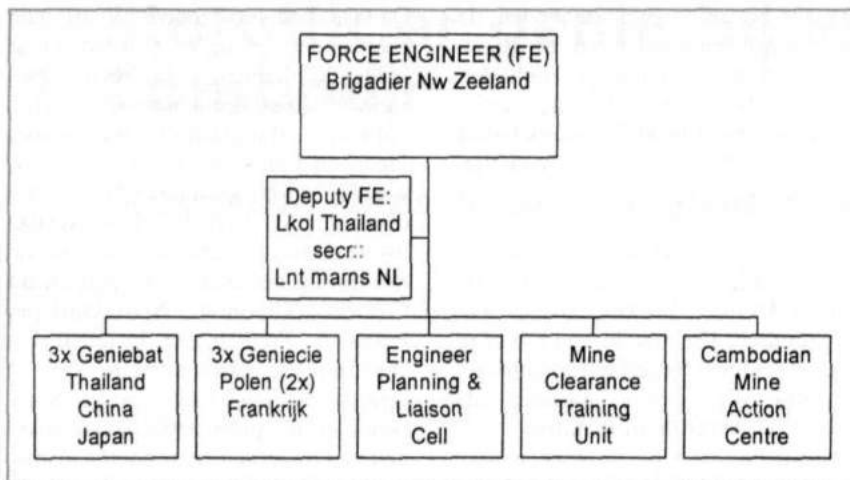 FORCE ENGINEER (FE)
Brigadier Nw Zeeland
Deputy FE:
Lkol Thailand
secr::
Lnt marns NL
3x Geniebat
Thailand
China
Japan
3x Geniecie
Polen (2x)
Frankrijk
Engineer
Planning &
Liaison
Cell
Mine
Clearance
Training
Unit
Cambodian
Mine
Action
Centre